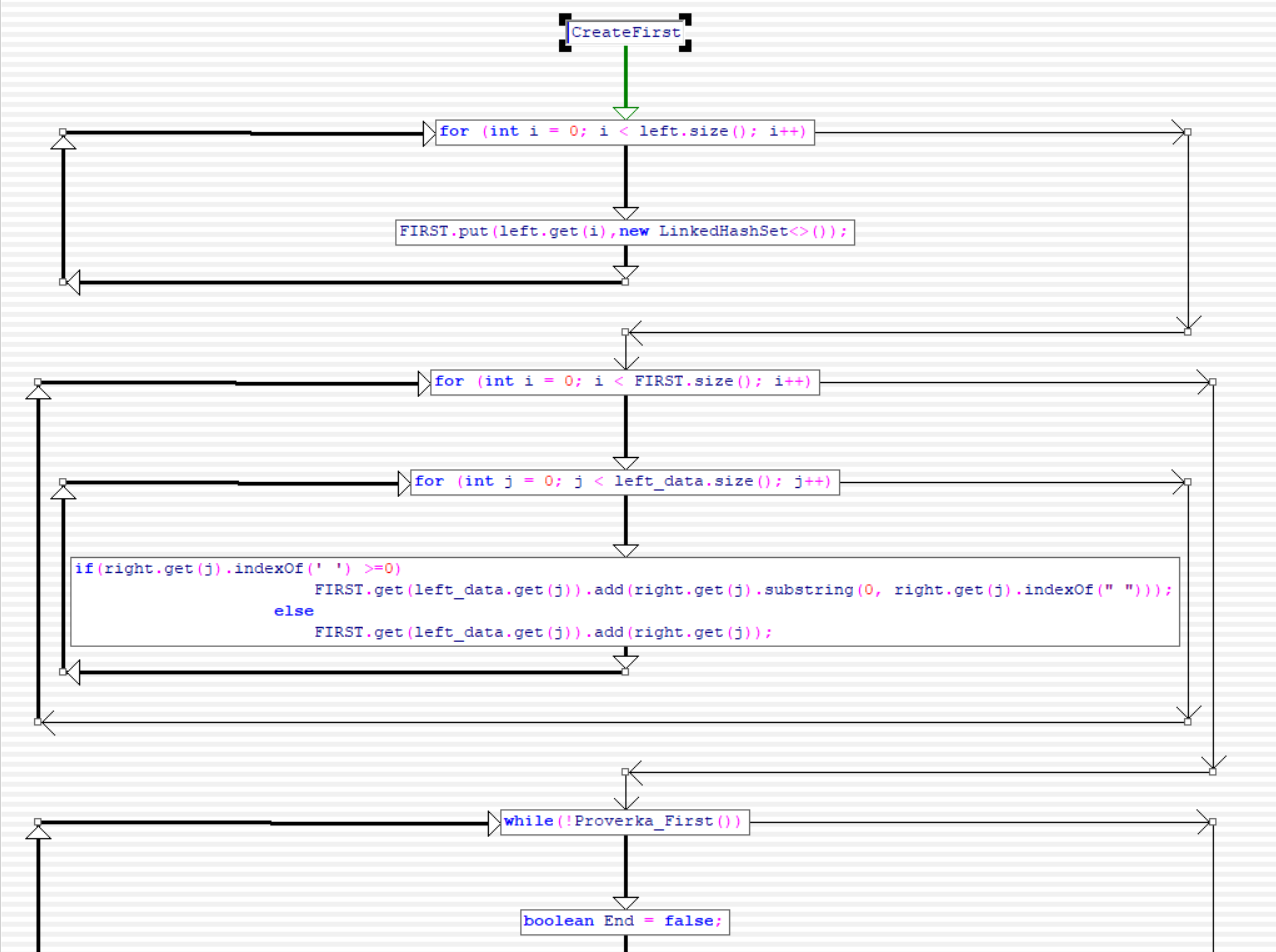 CreateFirst
for (int i = 0; i < left.size(); i++)
FIRST.put(left.get(i),new LinkedHashSet<>());
for (int i = 0; i < FIRST.size(); i++)
for (int j = 0; j < left_data.size(); j++)
if(right.get(j).indexOf(' ') >=0)
FIRST.get(left_data.get(j)).add(right.get(j).substring(0, right.get(j).indexOf(" ")));
else
FIRST.get(left_data.get(j)).add(right.get(j));
while(!Proverka_First())
boolean End = false;